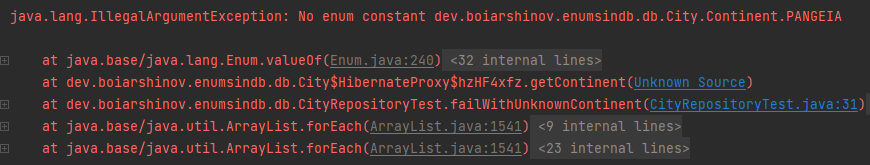 java.lang.IllegalArgumentException: No enum constant dev.boiarshinov.enumsindb.db.City.Continent.PANGEIA
at java.base/java.lang.Enum.valueOf(Enum.java:240) <32 internal lines>
at dev.boiarshinov.enumsindb.db.City$HibernateProxy$hzHF4xfz.getContinent(Unknown Source)
at dev.boiarshinov.enumsindb.db.CityRepositoryTest.failWithUnknownContinent(CityRepositoryTest.java:31)
at java.base/java.util.ArrayList.forEach(ArrayList.java:1541) <9 internal lines>
at java.base/java.util.ArrayList.forEach(ArrayList.java:1541) <23 internal lines>